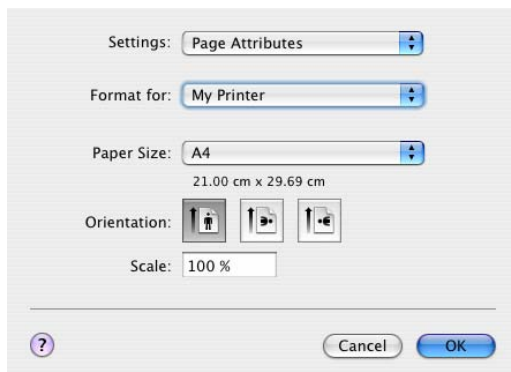 Settings: Page Attributes
Format for: My Printer
Paper Size: A4
21.00 cm x 29.69 cm
Orientation:
Scale: 100 %
? Cancel OK